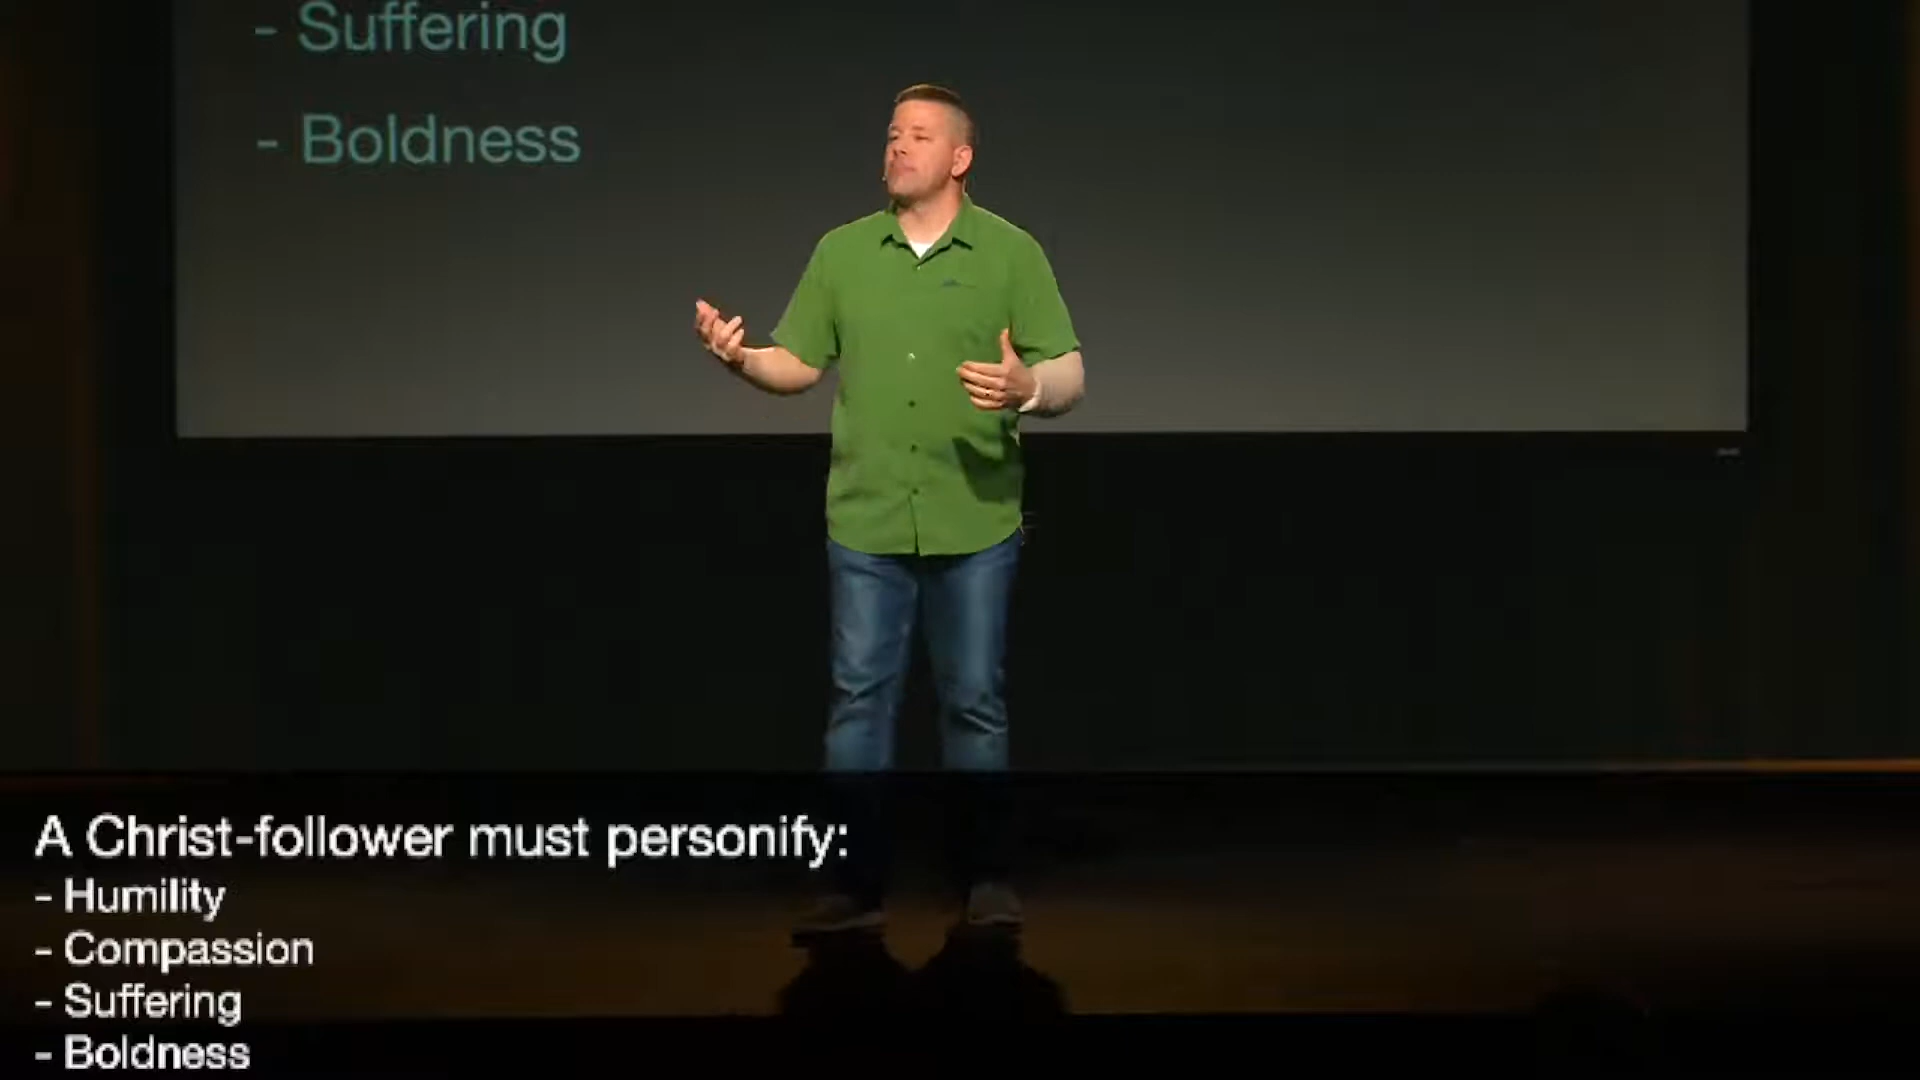 - Suffering
- Boldness
A Christ-follower must personify:
- Humility
- Compassion
- Suffering
- Boldness